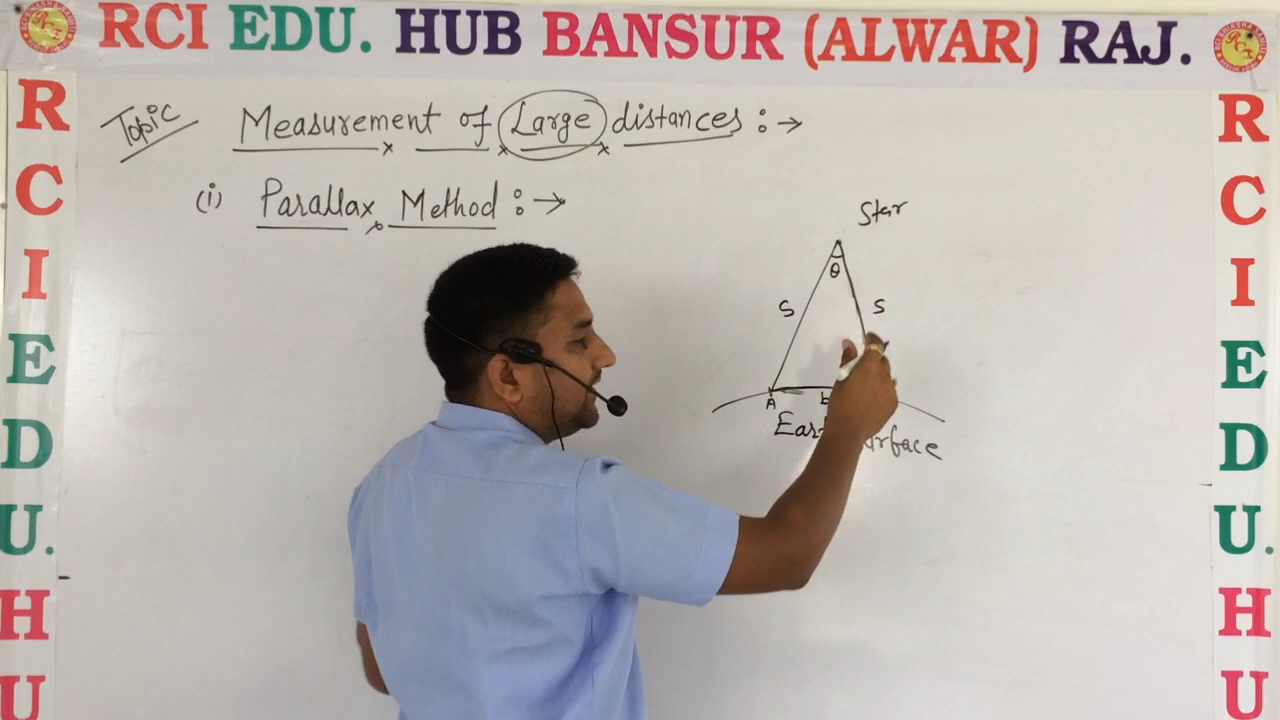 RCI EDU. HUB BANSUR (ALWAR) RAJ.
Topic Measurement of Large distances :→
(i) Parallax Method :→
Star
θ
S S
A b
Earth surface
R
C
I
E
D
U.
H
U
R
C
I
E
D
U.
H
U